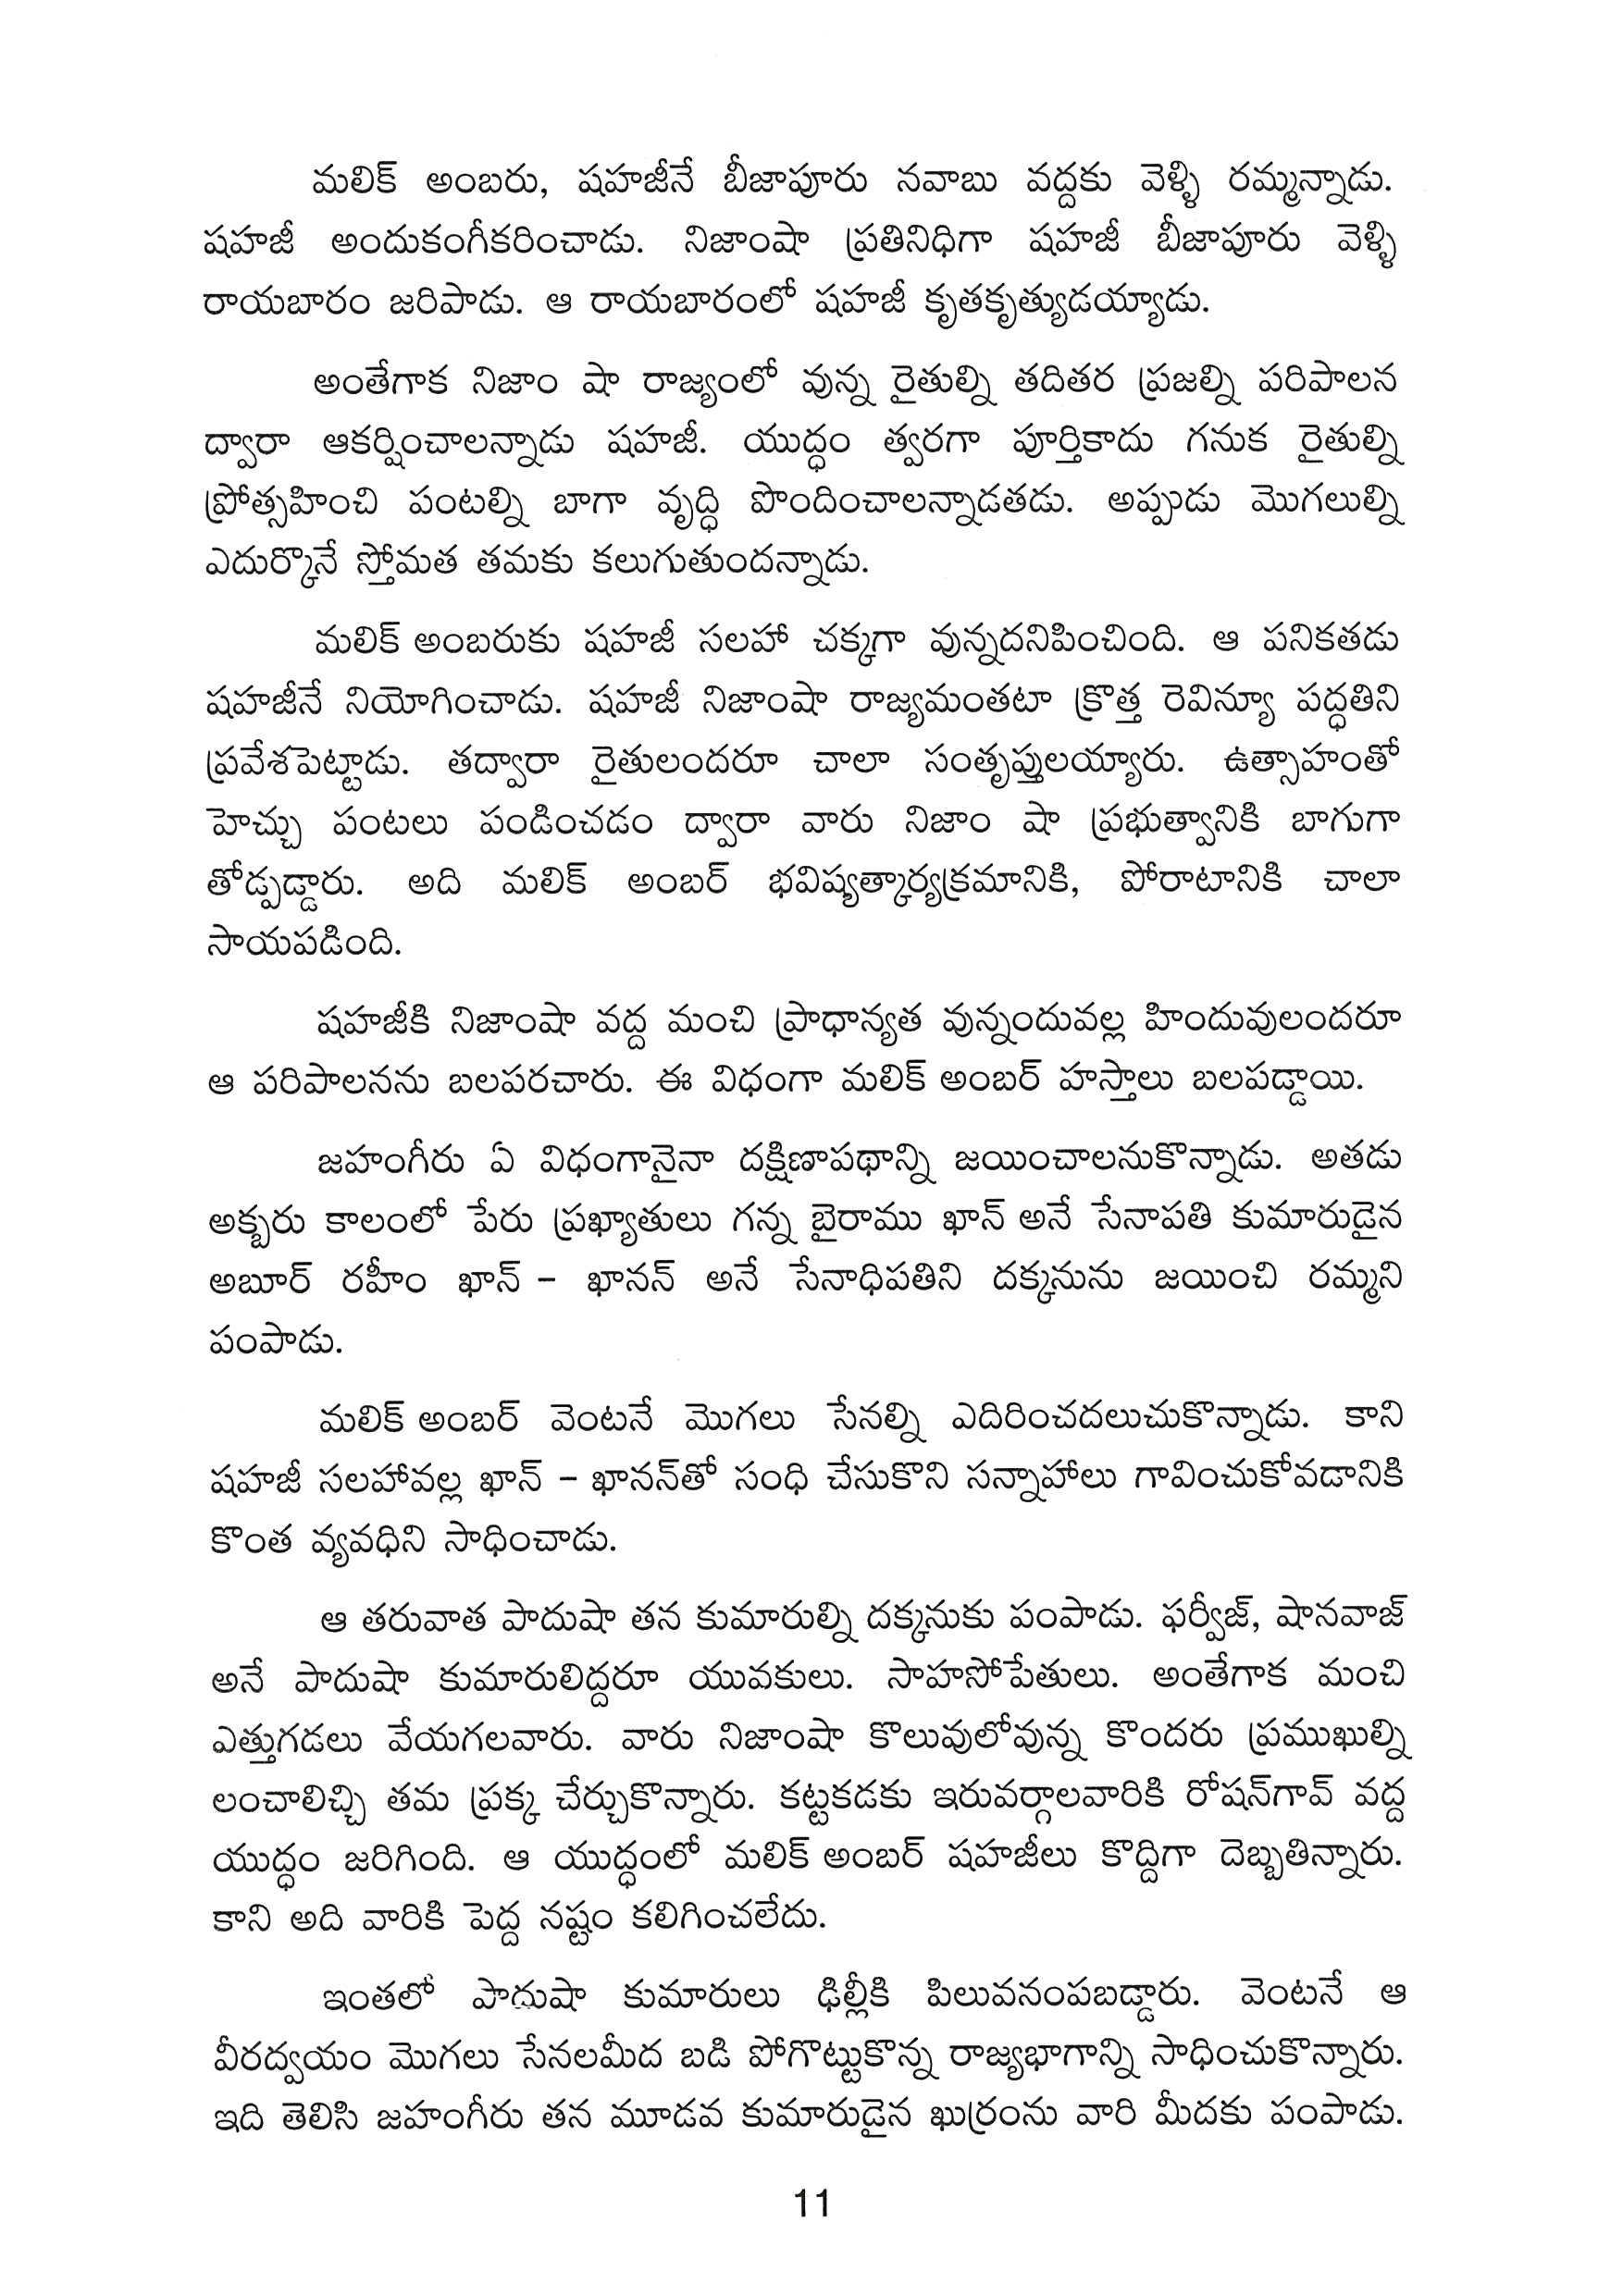 మలిక్ అంబరు, షహజీనే బీజాపూరు నవాబు వద్దకు వెళ్ళి రమ్మన్నాడు.
షహజీ అందుకంగీకరించాడు. నిజాంషా ప్రతినిధిగా షహజీ బీజాపూరు వెళ్ళి
రాయబారం జరిపాడు. ఆ రాయబారంలో షహజీ కృతకృత్యుడయ్యాడు.
అంతేగాక నిజాం షా రాజ్యంలో వున్న రైతుల్ని తదితర ప్రజల్ని పరిపాలన
ద్వారా ఆకర్షించాలన్నాడు షహజీ. యుద్ధం త్వరగా పూర్తికాదు గనుక రైతుల్ని
ప్రోత్సహించి పంటల్ని బాగా వృద్ధి పొందించాలన్నాడతడు. అప్పుడు మొగలుల్ని
ఎదుర్కొనే స్తోమత తమకు కలుగుతుందన్నాడు.
మలిక్ అంబరుకు షహజీ సలహా చక్కగా వున్నదనిపించింది. ఆ పనికతడు
షహజీనే నియోగించాడు. షహజీ నిజాంషా రాజ్యమంతటా క్రొత్త రెవిన్యూ పద్ధతిని
ప్రవేశపెట్టాడు. తద్వారా రైతులందరూ చాలా సంతృప్తులయ్యారు. ఉత్సాహంతో
హెచ్చు పంటలు పండించడం ద్వారా వారు నిజాం షా ప్రభుత్వానికి బాగుగా
తోడ్పడ్డారు. అది మలిక్ అంబర్ భవిష్యత్కార్యక్రమానికి, పోరాటానికి చాలా
సాయపడింది.
షహజీకి నిజాంషా వద్ద మంచి ప్రాధాన్యత వున్నందువల్ల హిందువులందరూ
ఆ పరిపాలనను బలపరచారు. ఈ విధంగా మలిక్ అంబర్ హస్తాలు బలపడ్డాయి.
జహంగీరు ఏ విధంగానైనా దక్షిణాపథాన్ని జయించాలనుకొన్నాడు. అతడు
అక్బరు కాలంలో పేరు ప్రఖ్యాతులు గన్న బైరాము ఖాన్ అనే సేనాపతి కుమారుడైన
అబూర్ రహీం ఖాన్ – ఖానన్ అనే సేనాధిపతిని దక్కనును జయించి రమ్మని
పంపాడు.
మలిక్ అంబర్ వెంటనే మొగలు సేనల్ని ఎదిరించదలుచుకొన్నాడు. కాని
షహజీ సలహావల్ల ఖాన్ – ఖానన్‌తో సంధి చేసుకొని సన్నాహాలు గావించుకోవడానికి
కొంత వ్యవధిని సాధించాడు.
ఆ తరువాత పాదుషా తన కుమారుల్ని దక్కనుకు పంపాడు. ఫర్వీజ్, షానవాజ్
అనే పాదుషా కుమారులిద్దరూ యువకులు. సాహసోపేతులు. అంతేగాక మంచి
ఎత్తుగడలు వేయగలవారు. వారు నిజాంషా కొలువులోవున్న కొందరు ప్రముఖుల్ని
లంచాలిచ్చి తమ ప్రక్క చేర్చుకొన్నారు. కట్టకడకు ఇరువర్గాలవారికి రోషన్‌గావ్ వద్ద
యుద్ధం జరిగింది. ఆ యుద్ధంలో మలిక్ అంబర్ షహజీలు కొద్దిగా దెబ్బతిన్నారు.
కాని అది వారికి పెద్ద నష్టం కలిగించలేదు.
ఇంతలో పాదుషా కుమారులు ఢిల్లీకి పిలువనంపబడ్డారు. వెంటనే ఆ
వీరద్వయం మొగలు సేనలమీద బడి పోగొట్టుకొన్న రాజ్యభాగాన్ని సాధించుకొన్నారు.
ఇది తెలిసి జహంగీరు తన మూడవ కుమారుడైన ఖుర్రంను వారి మీదకు పంపాడు.
11